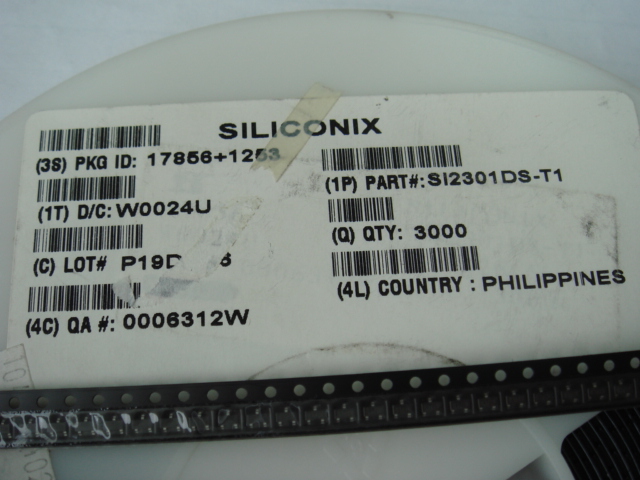 SILICONIX
(3S) PKG ID: 17856+1253
(1T) D/C: W0024U
(C) LOT#
(4C) QA #: 0006312W
(1P) PART#: SI2301DS-T1
(Q) QTY: 3000
(4L) COUNTRY : PHILIPPINES